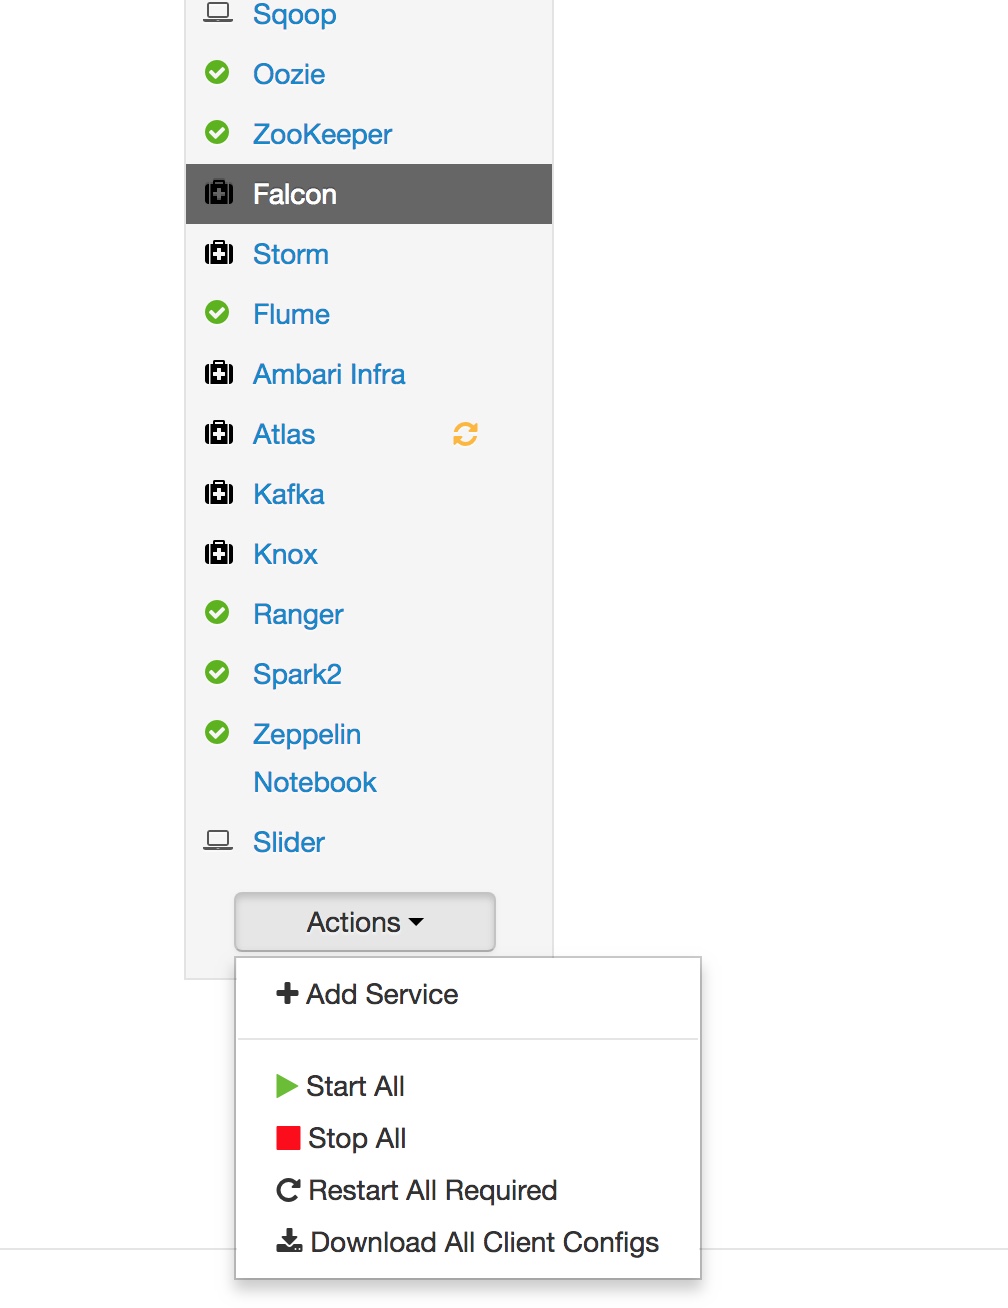 Sqoop
Oozie
ZooKeeper
Falcon
Storm
Flume
Ambari Infra
Atlas
Kafka
Knox
Ranger
Spark2
Zeppelin
Notebook
Slider
Actions
Add Service
Start All
Stop All
Restart All Required
Download All Client Configs